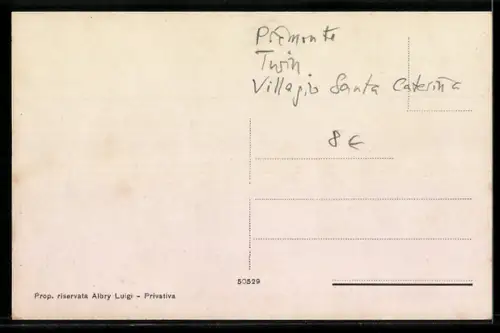 Piemonte
Turin
Villagio Santa Caterina
8 €
50529
Prop. riservata Albry Luigi - Privativa